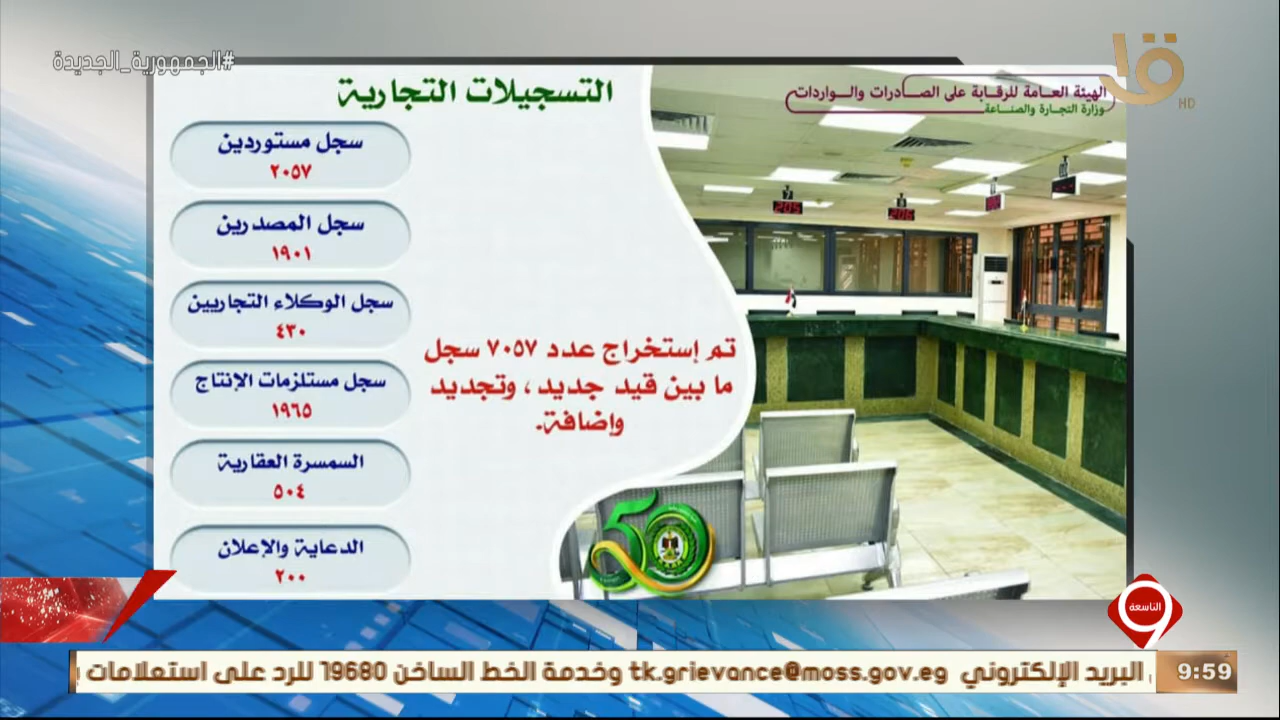 #الجمهورية_الجديدة
HD
الهيئة العامة للرقابة على الصادرات والواردات
وزارة التجارة والصناعة
التسجيلات التجارية
سجل مستوردين
٢٠٥٧
سجل المصدرين
١٩٠١
سجل الوكلاء التجاريين
٤٣٠
سجل مستلزمات الإنتاج
١٩٦٥
السمسرة العقارية
٥٠٤
الدعاية والإعلان
٢٠٠
تم إستخراج عدد ٧٠٥٧ سجل
ما بين قيد جديد ، وتجديد
وإضافة.
205
206
50
التاسعة
9
البريد الإلكتروني tk.grievance@moss.gov.eg وخدمة الخط الساخن 19680 للرد على استعلامات
9:59